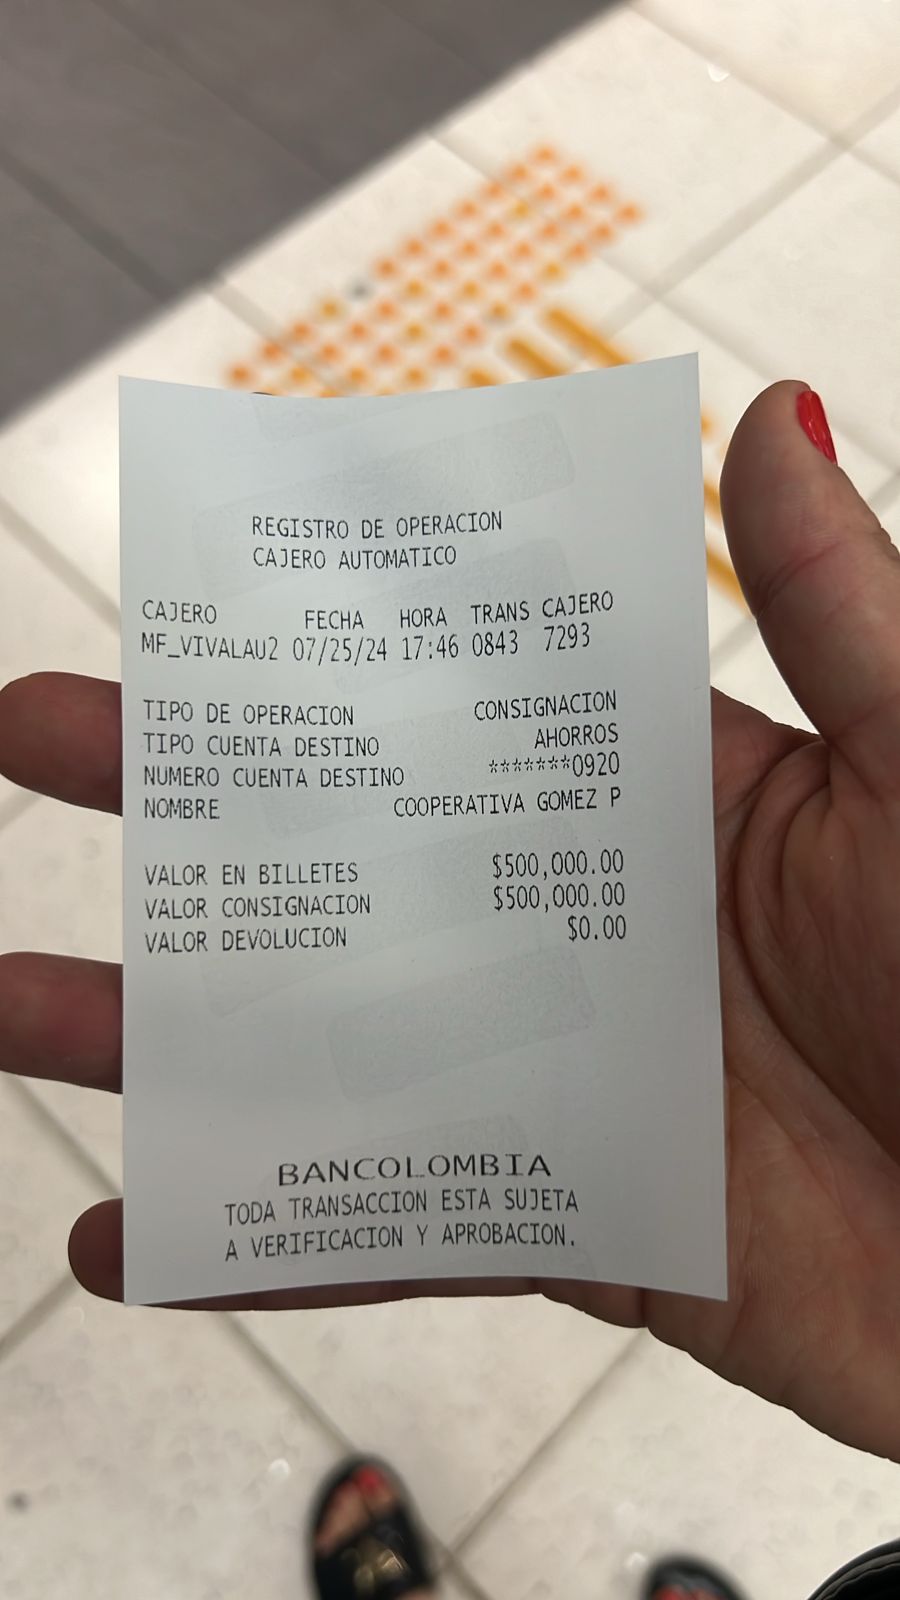 REGISTRO DE OPERACION
CAJERO AUTOMATICO
CAJERO FECHA HORA TRANS CAJERO
MF_VIVALAU2 07/25/24 17:46 0843 7293
TIPO DE OPERACION CONSIGNACION
TIPO CUENTA DESTINO AHORROS
NUMERO CUENTA DESTINO *******0920
NOMBRE COOPERATIVA GOMEZ P
VALOR EN BILLETES $500,000.00
VALOR CONSIGNACION $500,000.00
VALOR DEVOLUCION $0.00
BANCOLOMBIA
TODA TRANSACCION ESTA SUJETA
A VERIFICACION Y APROBACION.